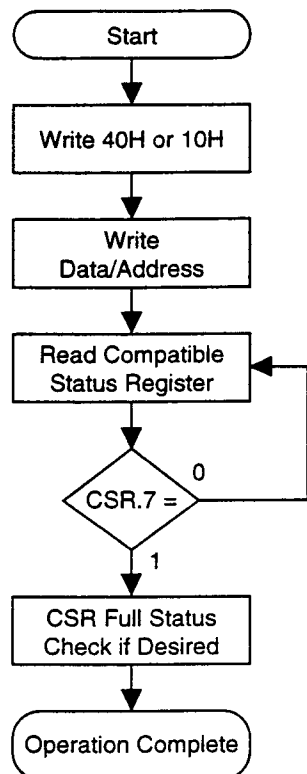 Start
Write 40H or 10H
Write
Data/Address
Read Compatible
Status Register
0
CSR.7 =
1
CSR Full Status
Check if Desired
Operation Complete